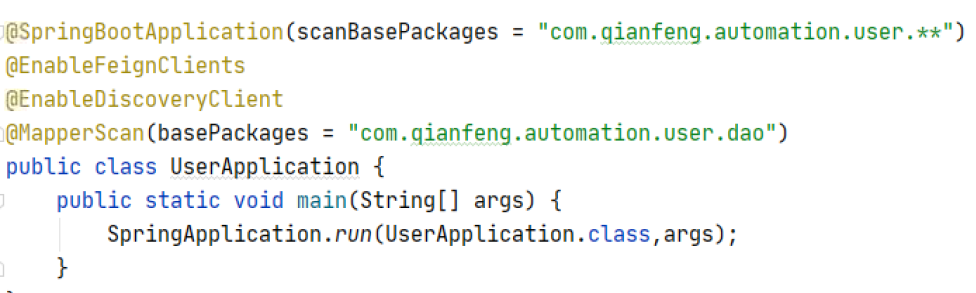 @SpringBootApplication(scanBasePackages = "com.qianfeng.automation.user.**")
@EnableFeignClients
@EnableDiscoveryClient
@MapperScan(basePackages = "com.qianfeng.automation.user.dao")
public class UserApplication {
    public static void main(String[] args) {
        SpringApplication.run(UserApplication.class,args);
    }